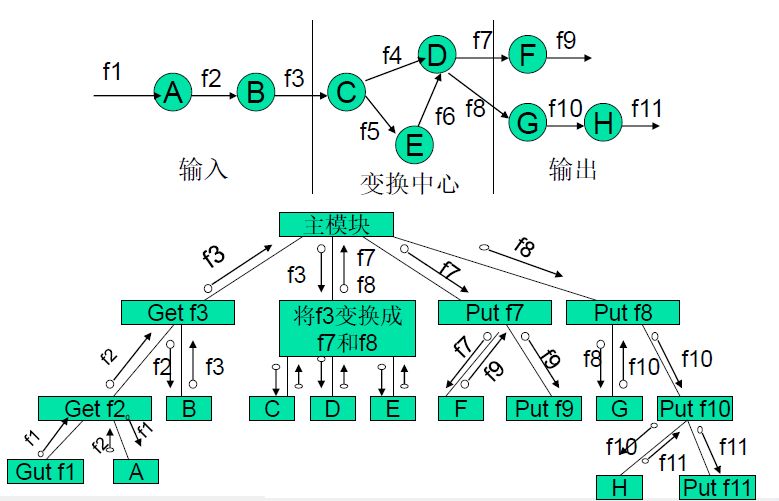 f1
A
f2
B
f3
C
f4
f5
D
E
f6
f7
f8
F
f9
G
f10
H
f11
输入
变换中心
输出
主模块
f3
f3
f7
f8
f7
f8
Get f3
将f3变换成
f7和f8
Put f7
Put f8
f2
f2
f3
f7
f9
f9
f8
f10
f10
Get f2
B
C
D
E
F
Put f9
G
Put f10
f1
f2
f1
f10
f11
f11
Gut f1
A
H
Put f11